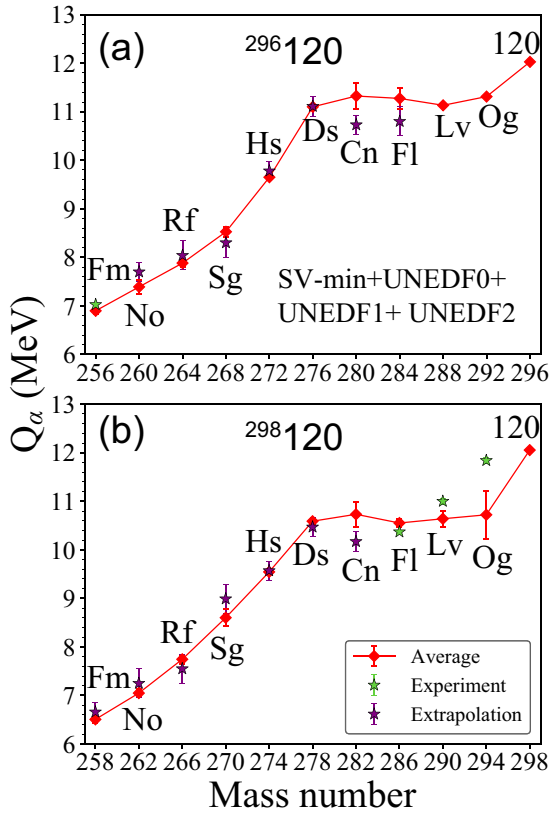 (a)
²⁹⁶120
120
Hs
Ds
Cn
Fl
Lv
Og
Fm
Rf
No
Sg
SV-min+UNEDF0+
UNEDF1+ UNEDF2
13
12
11
10
9
8
7
6
256 260 264 268 272 276 280 284 288 292 296
Qα (MeV)
(b)
²⁹⁸120
120
Hs
Ds
Cn
Fl
Lv
Og
Fm
Rf
No
Sg
Average
Experiment
Extrapolation
13
12
11
10
9
8
7
6
258 262 266 270 274 278 282 286 290 294 298
Mass number